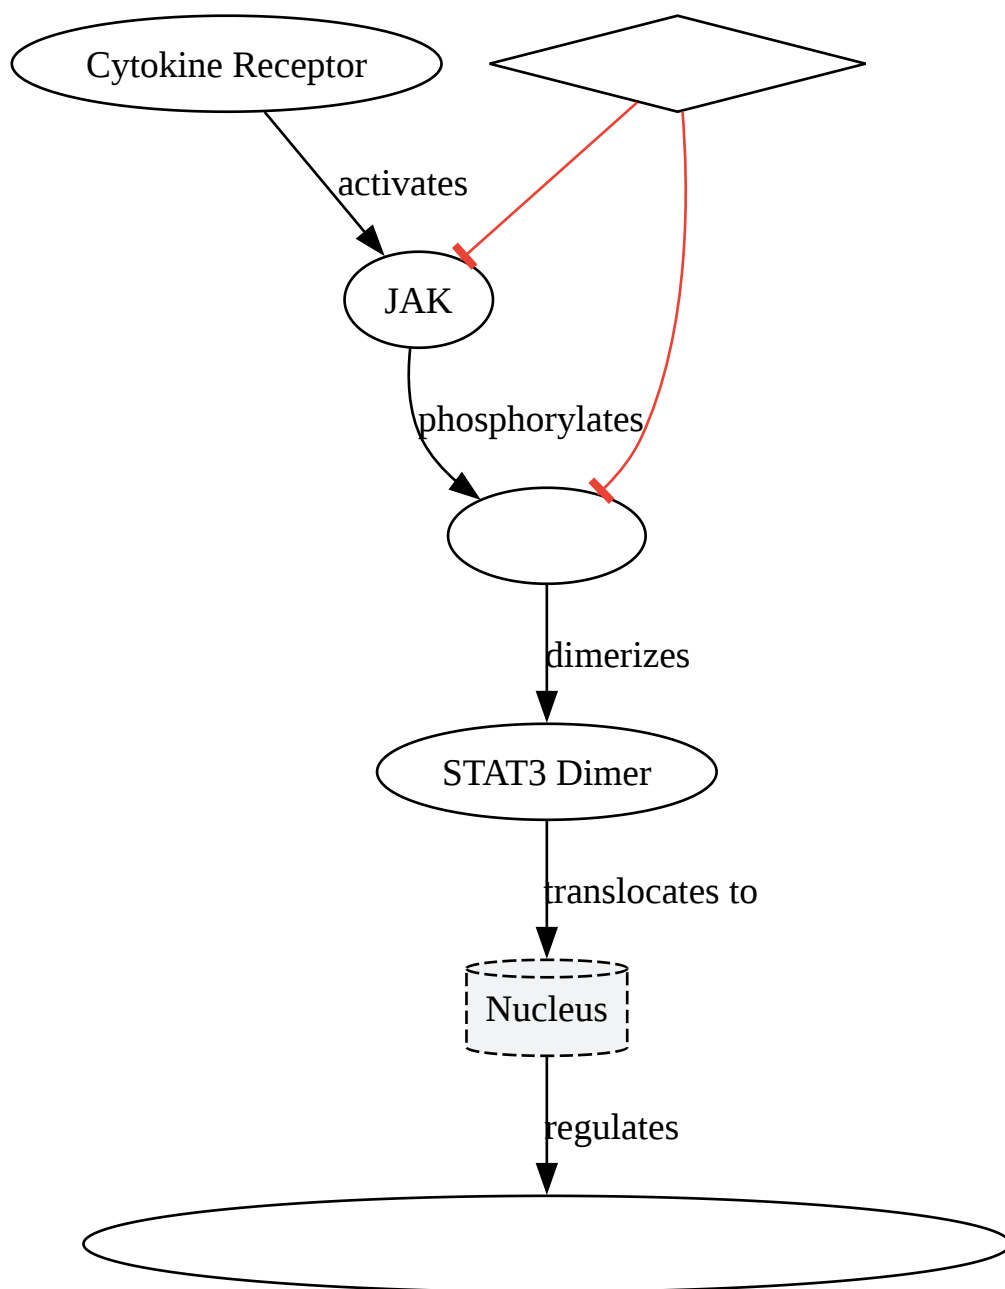 Cytokine Receptor
activates
JAK
phosphorylates
dimerizes
STAT3 Dimer
translocates to
Nucleus
regulates